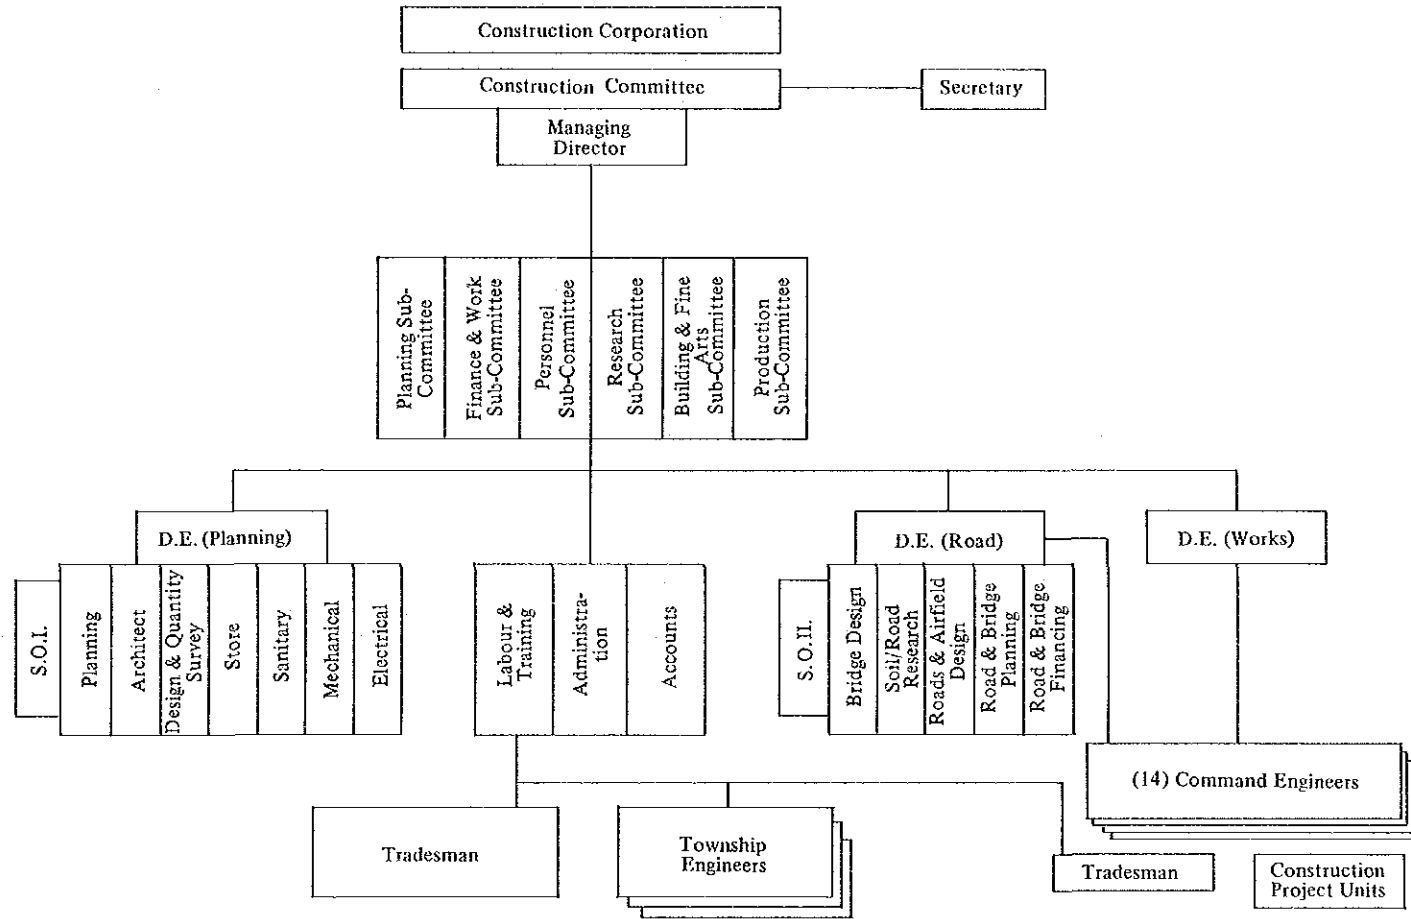 Construction Corporation
Construction Committee
Secretary
Managing
Director
Planning Sub-
Committee
Finance & Work
Sub-Committee
Personnel
Sub-Committee
Research
Sub-Committee
Building & Fine
Arts
Sub-Committee
Production
Sub-Committee
D.E. (Planning)
D.E. (Road)
D.E. (Works)
S.O.I.
Planning
Architect
Design & Quantity
Survey
Store
Sanitary
Mechanical
Electrical
Labour &
Training
Administra-
tion
Accounts
S.O.II.
Bridge Design
Soil/Road
Research
Roads & Airfield
Design
Road & Bridge
Planning
Road & Bridge
Financing
(14) Command Engineers
Tradesman
Township
Engineers
Tradesman
Construction
Project Units